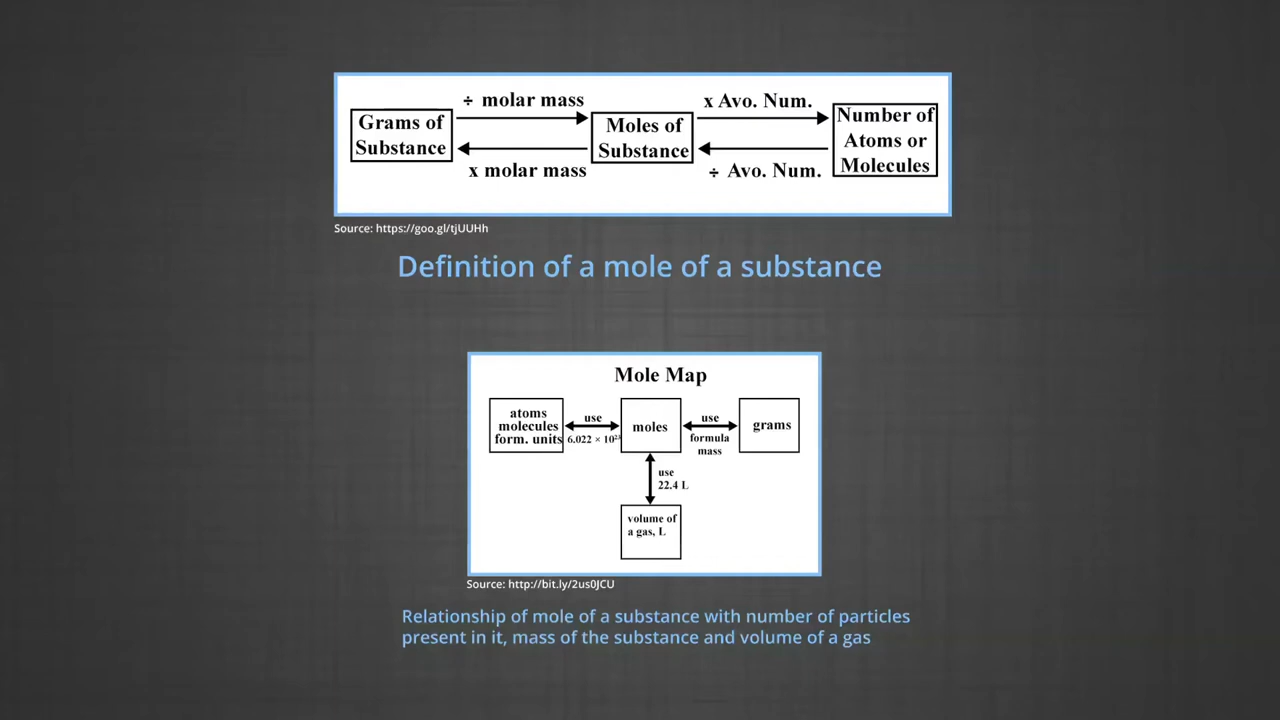 ÷ molar mass
x Avo. Num.
Grams of
Substance
Moles of
Substance
Number of
Atoms or
Molecules
x molar mass
÷ Avo. Num.
Source: https://goo.gl/tjUUHh
Definition of a mole of a substance
Mole Map
atoms
molecules
form. units
use
6.022 × 10²³
moles
use
formula
mass
grams
use
22.4 L
volume of
a gas, L
Source: http://bit.ly/2us0JCU
Relationship of mole of a substance with number of particles
present in it, mass of the substance and volume of a gas